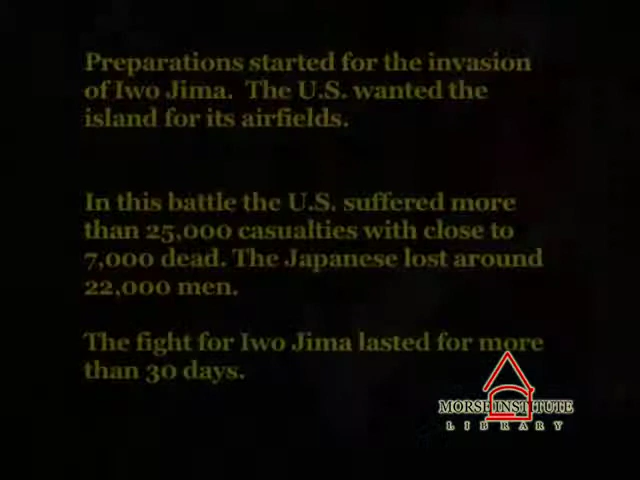 Preparations started for the invasion
of Iwo Jima. The U.S. wanted the
island for its airfields.
In this battle the U.S. suffered more
than 25,000 casualties with close to
7,000 dead. The Japanese lost around
22,000 men.
The fight for Iwo Jima lasted for more
than 30 days.
MORSE INSTITUTE
LIBRARY